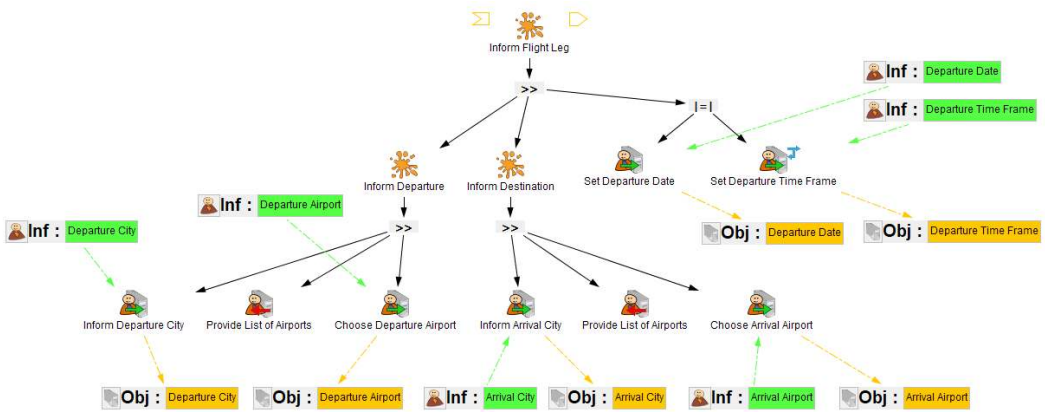 Inform Flight Leg
>>
|=|
Inf : Departure Date
Inf : Departure Time Frame
Inform Departure
Inform Destination
Set Departure Date
Set Departure Time Frame
Inf : Departure Airport
Inf : Departure City
>>
>>
Obj : Departure Date
Obj : Departure Time Frame
Inform Departure City
Provide List of Airports
Choose Departure Airport
Inform Arrival City
Provide List of Airports
Choose Arrival Airport
Obj : Departure City
Obj : Departure Airport
Inf : Arrival City
Obj : Arrival City
Inf : Arrival Airport
Obj : Arrival Airport